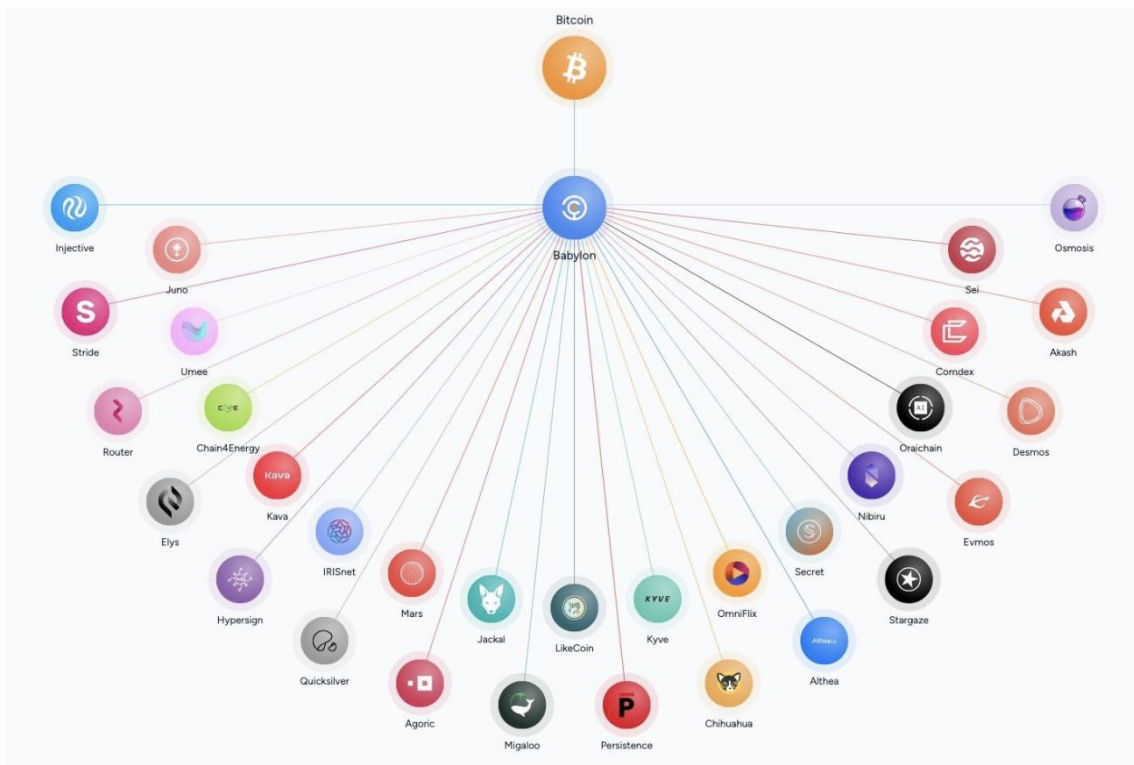 Bitcoin
Babylon
Injective
Osmosis
Juno
Sei
Stride
Akash
Umee
Comdex
Router
Chain4Energy
Oraichain
Desmos
Kava
Kava
Nibiru
Elys
Evmos
IRISnet
Secret
Hypersign
Mars
OmniFlix
Stargaze
Jackal
LikeCoin
KYVE
Kyve
Quicksilver
Althea
Agoric
Chihuahua
Migaloo
Persistence
S
AI
P